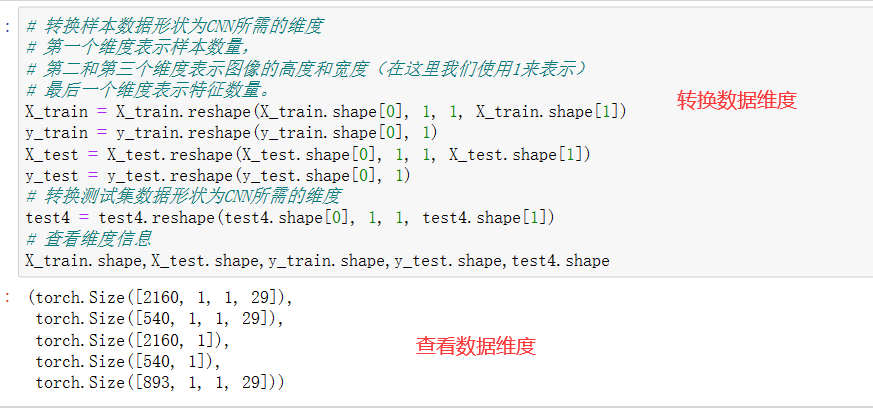 # 转换样本数据形状为CNN所需的维度
# 第一个维度表示样本数量，
# 第二和第三个维度表示图像的高度和宽度（在这里我们使用1来表示）
# 最后一个维度表示特征数量。
X_train = X_train.reshape(X_train.shape[0], 1, 1, X_train.shape[1])
转换数据维度
y_train = y_train.reshape(y_train.shape[0], 1)
X_test = X_test.reshape(X_test.shape[0], 1, 1, X_test.shape[1])
y_test = y_test.reshape(y_test.shape[0], 1)
# 转换测试集数据形状为CNN所需的维度
test4 = test4.reshape(test4.shape[0], 1, 1, test4.shape[1])
# 查看维度信息
X_train.shape,X_test.shape,y_train.shape,y_test.shape,test4.shape
(torch.Size([2160, 1, 1, 29]),
torch.Size([540, 1, 1, 29]),
torch.Size([2160, 1]),
查看数据维度
torch.Size([540, 1]),
torch.Size([893, 1, 1, 29]))